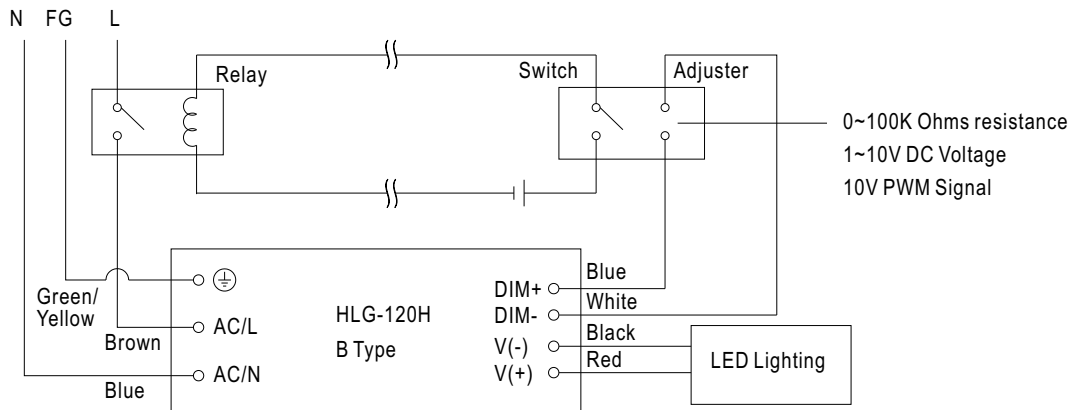 N FG L
Relay
Switch
Adjuster
0~100K Ohms resistance
1~10V DC Voltage
10V PWM Signal
Green/
Yellow
Brown
Blue
AC/L
AC/N
HLG-120H
B Type
DIM+
DIM-
V(-)
V(+)
Blue
White
Black
Red
LED Lighting